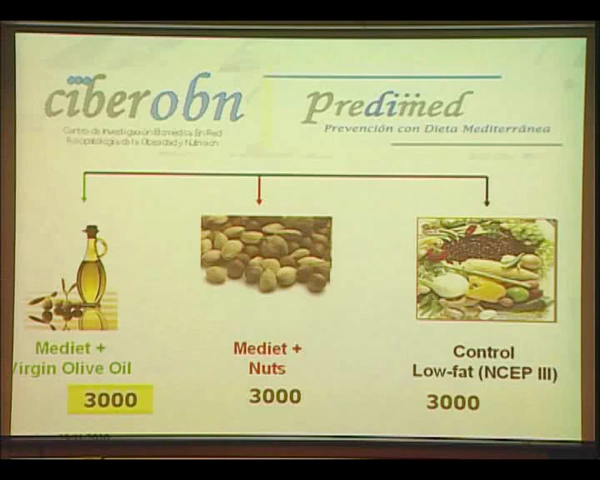 ciberobn
Centro de Investigación Biomédica En Red
Fisiopatología de la Obesidad y Nutrición
Predimed
Prevención con Dieta Mediterránea
Mediet +
Virgin Olive Oil
3000
Mediet +
Nuts
3000
Control
Low-fat (NCEP III)
3000